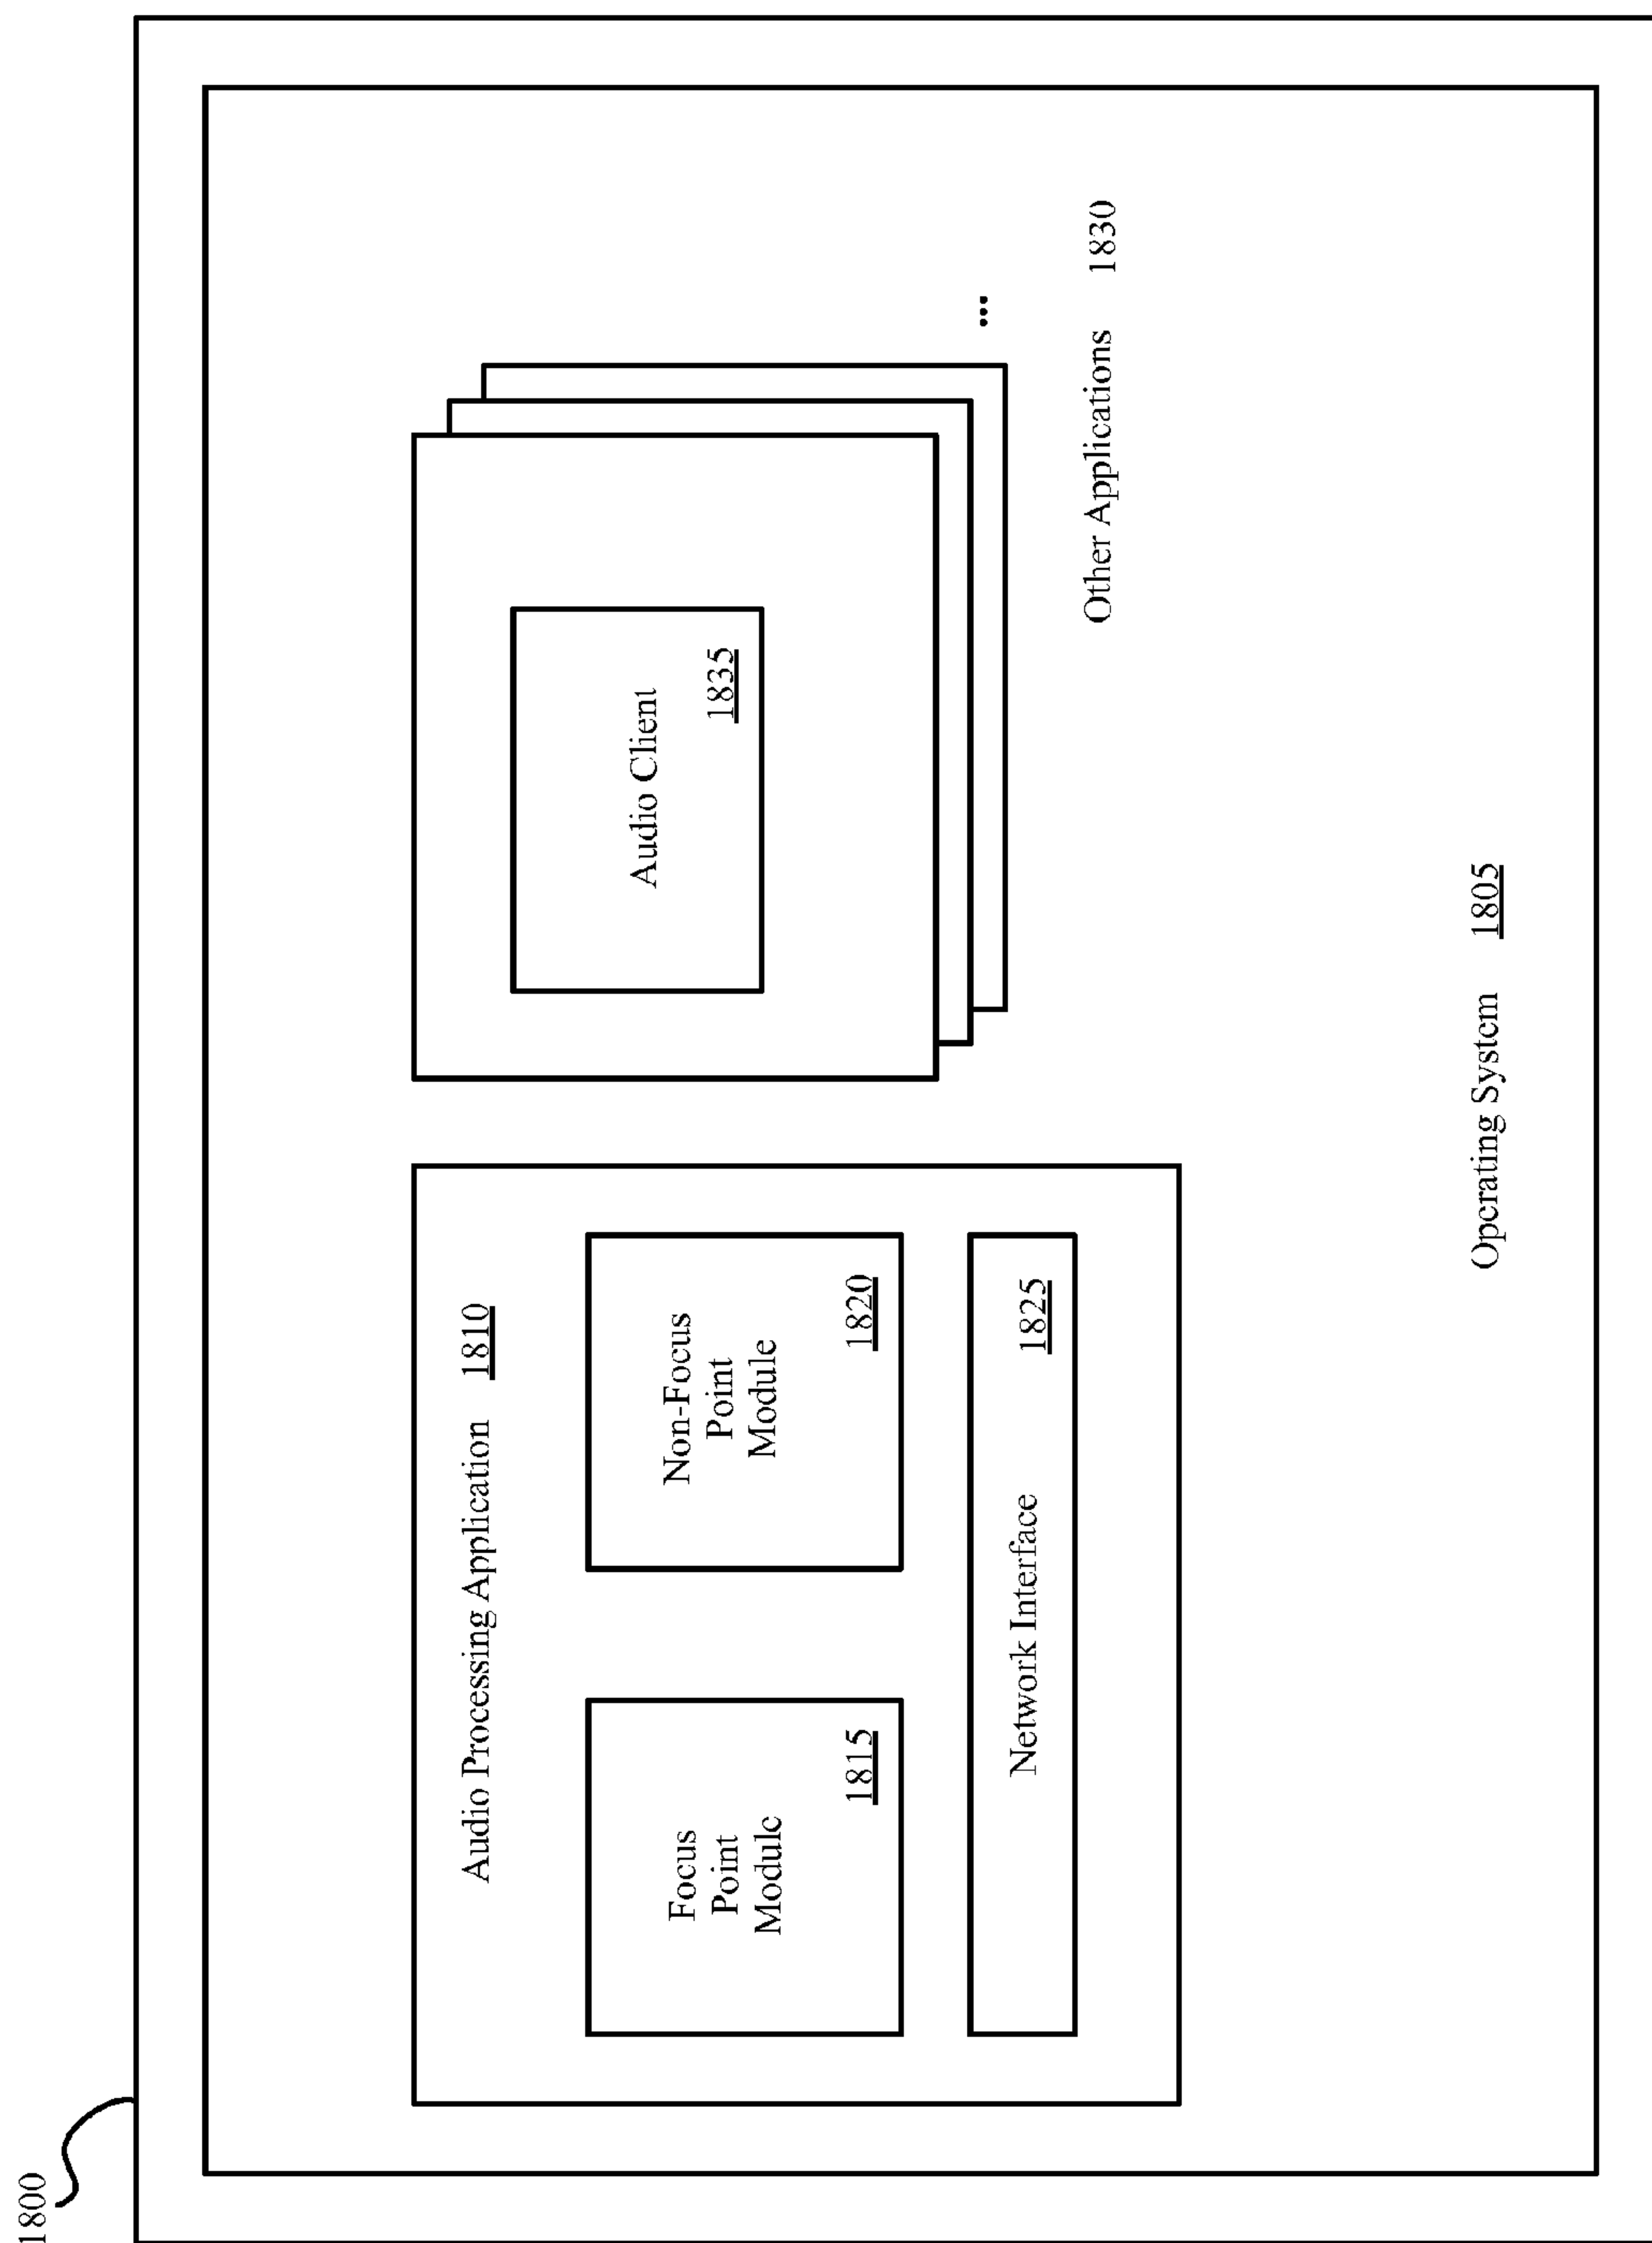 1800
Audio Processing Application 1810
Focus
Point
Module
1815
Non-Focus
Point
Module
1820
Network Interface 1825
Audio Client
1835
...
Other Applications 1830
Operating System 1805